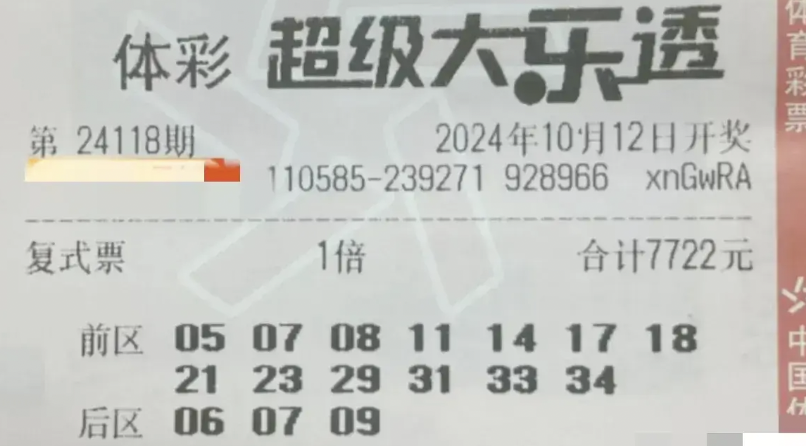 体彩 超级大乐透
第 24118期 2024年10月12日开奖
110585-239271 928966 xnGwRA
复式票 1倍 合计7722元
前区 05 07 08 11 14 17 18
21 23 29 31 33 34
后区 06 07 09
体育彩票
中国体